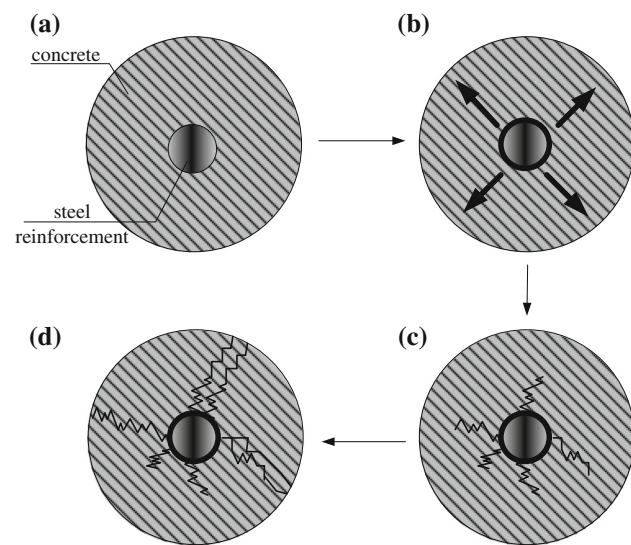 (a)
concrete
steel
reinforcement
(b)
(c)
(d)